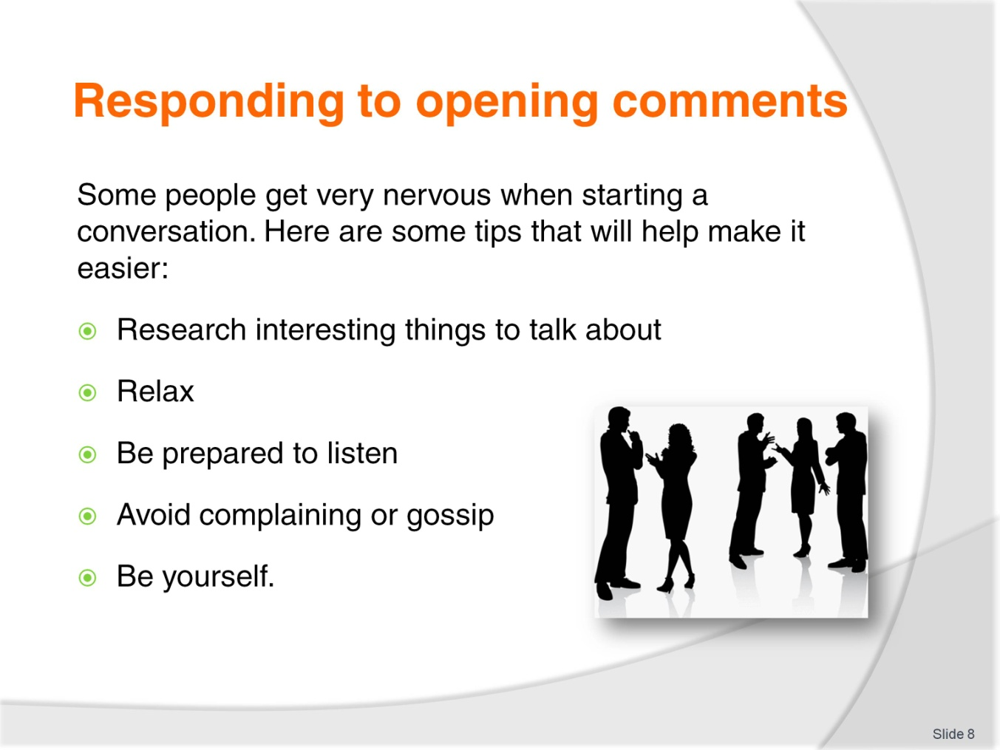 Responding to opening comments
Some people get very nervous when starting a
conversation. Here are some tips that will help make it
easier:
Research interesting things to talk about
Relax
Be prepared to listen
Avoid complaining or gossip
Be yourself.
Slide 8